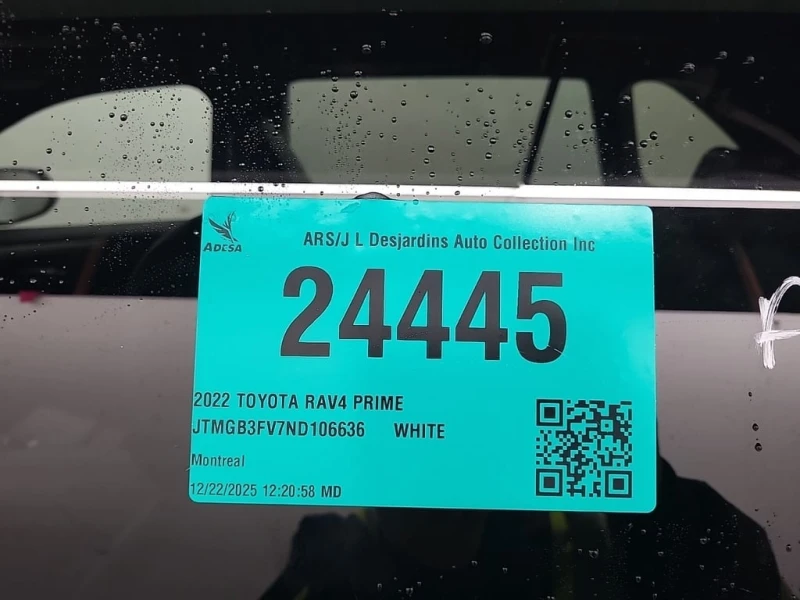 ADESA
ARS/J L Desjardins Auto Collection Inc
24445
2022 TOYOTA RAV4 PRIME
JTMGB3FV7ND106636 WHITE
Montreal
12/22/2025 12:20:58 MD